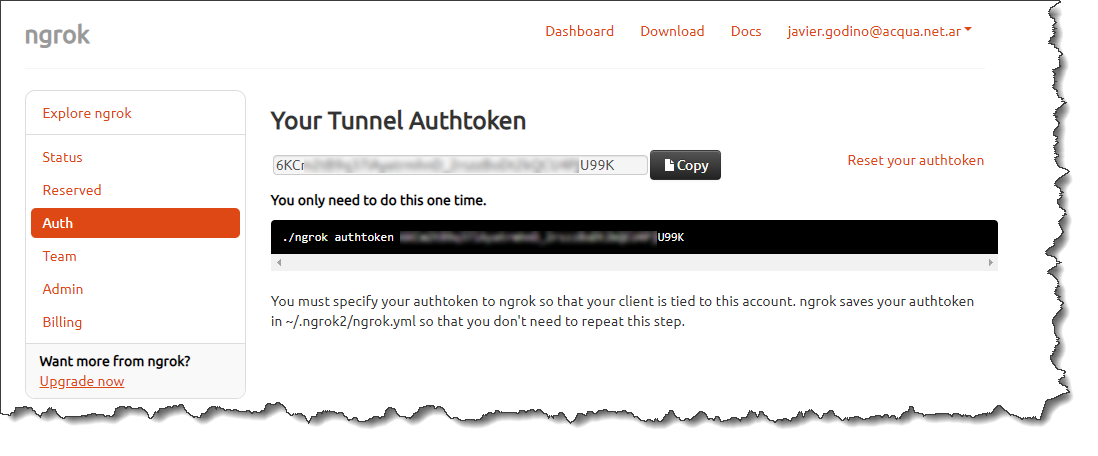 ngrok
Dashboard Download Docs javier.godino@acqua.net.ar
Explore ngrok
Status
Reserved
Auth
Team
Admin
Billing
Want more from ngrok?
Upgrade now
Your Tunnel Authtoken
6KC U99K Copy Reset your authtoken
You only need to do this one time.
./ngrok authtoken U99K
You must specify your authtoken to ngrok so that your client is tied to this account. ngrok saves your authtoken
in ~/.ngrok2/ngrok.yml so that you don't need to repeat this step.